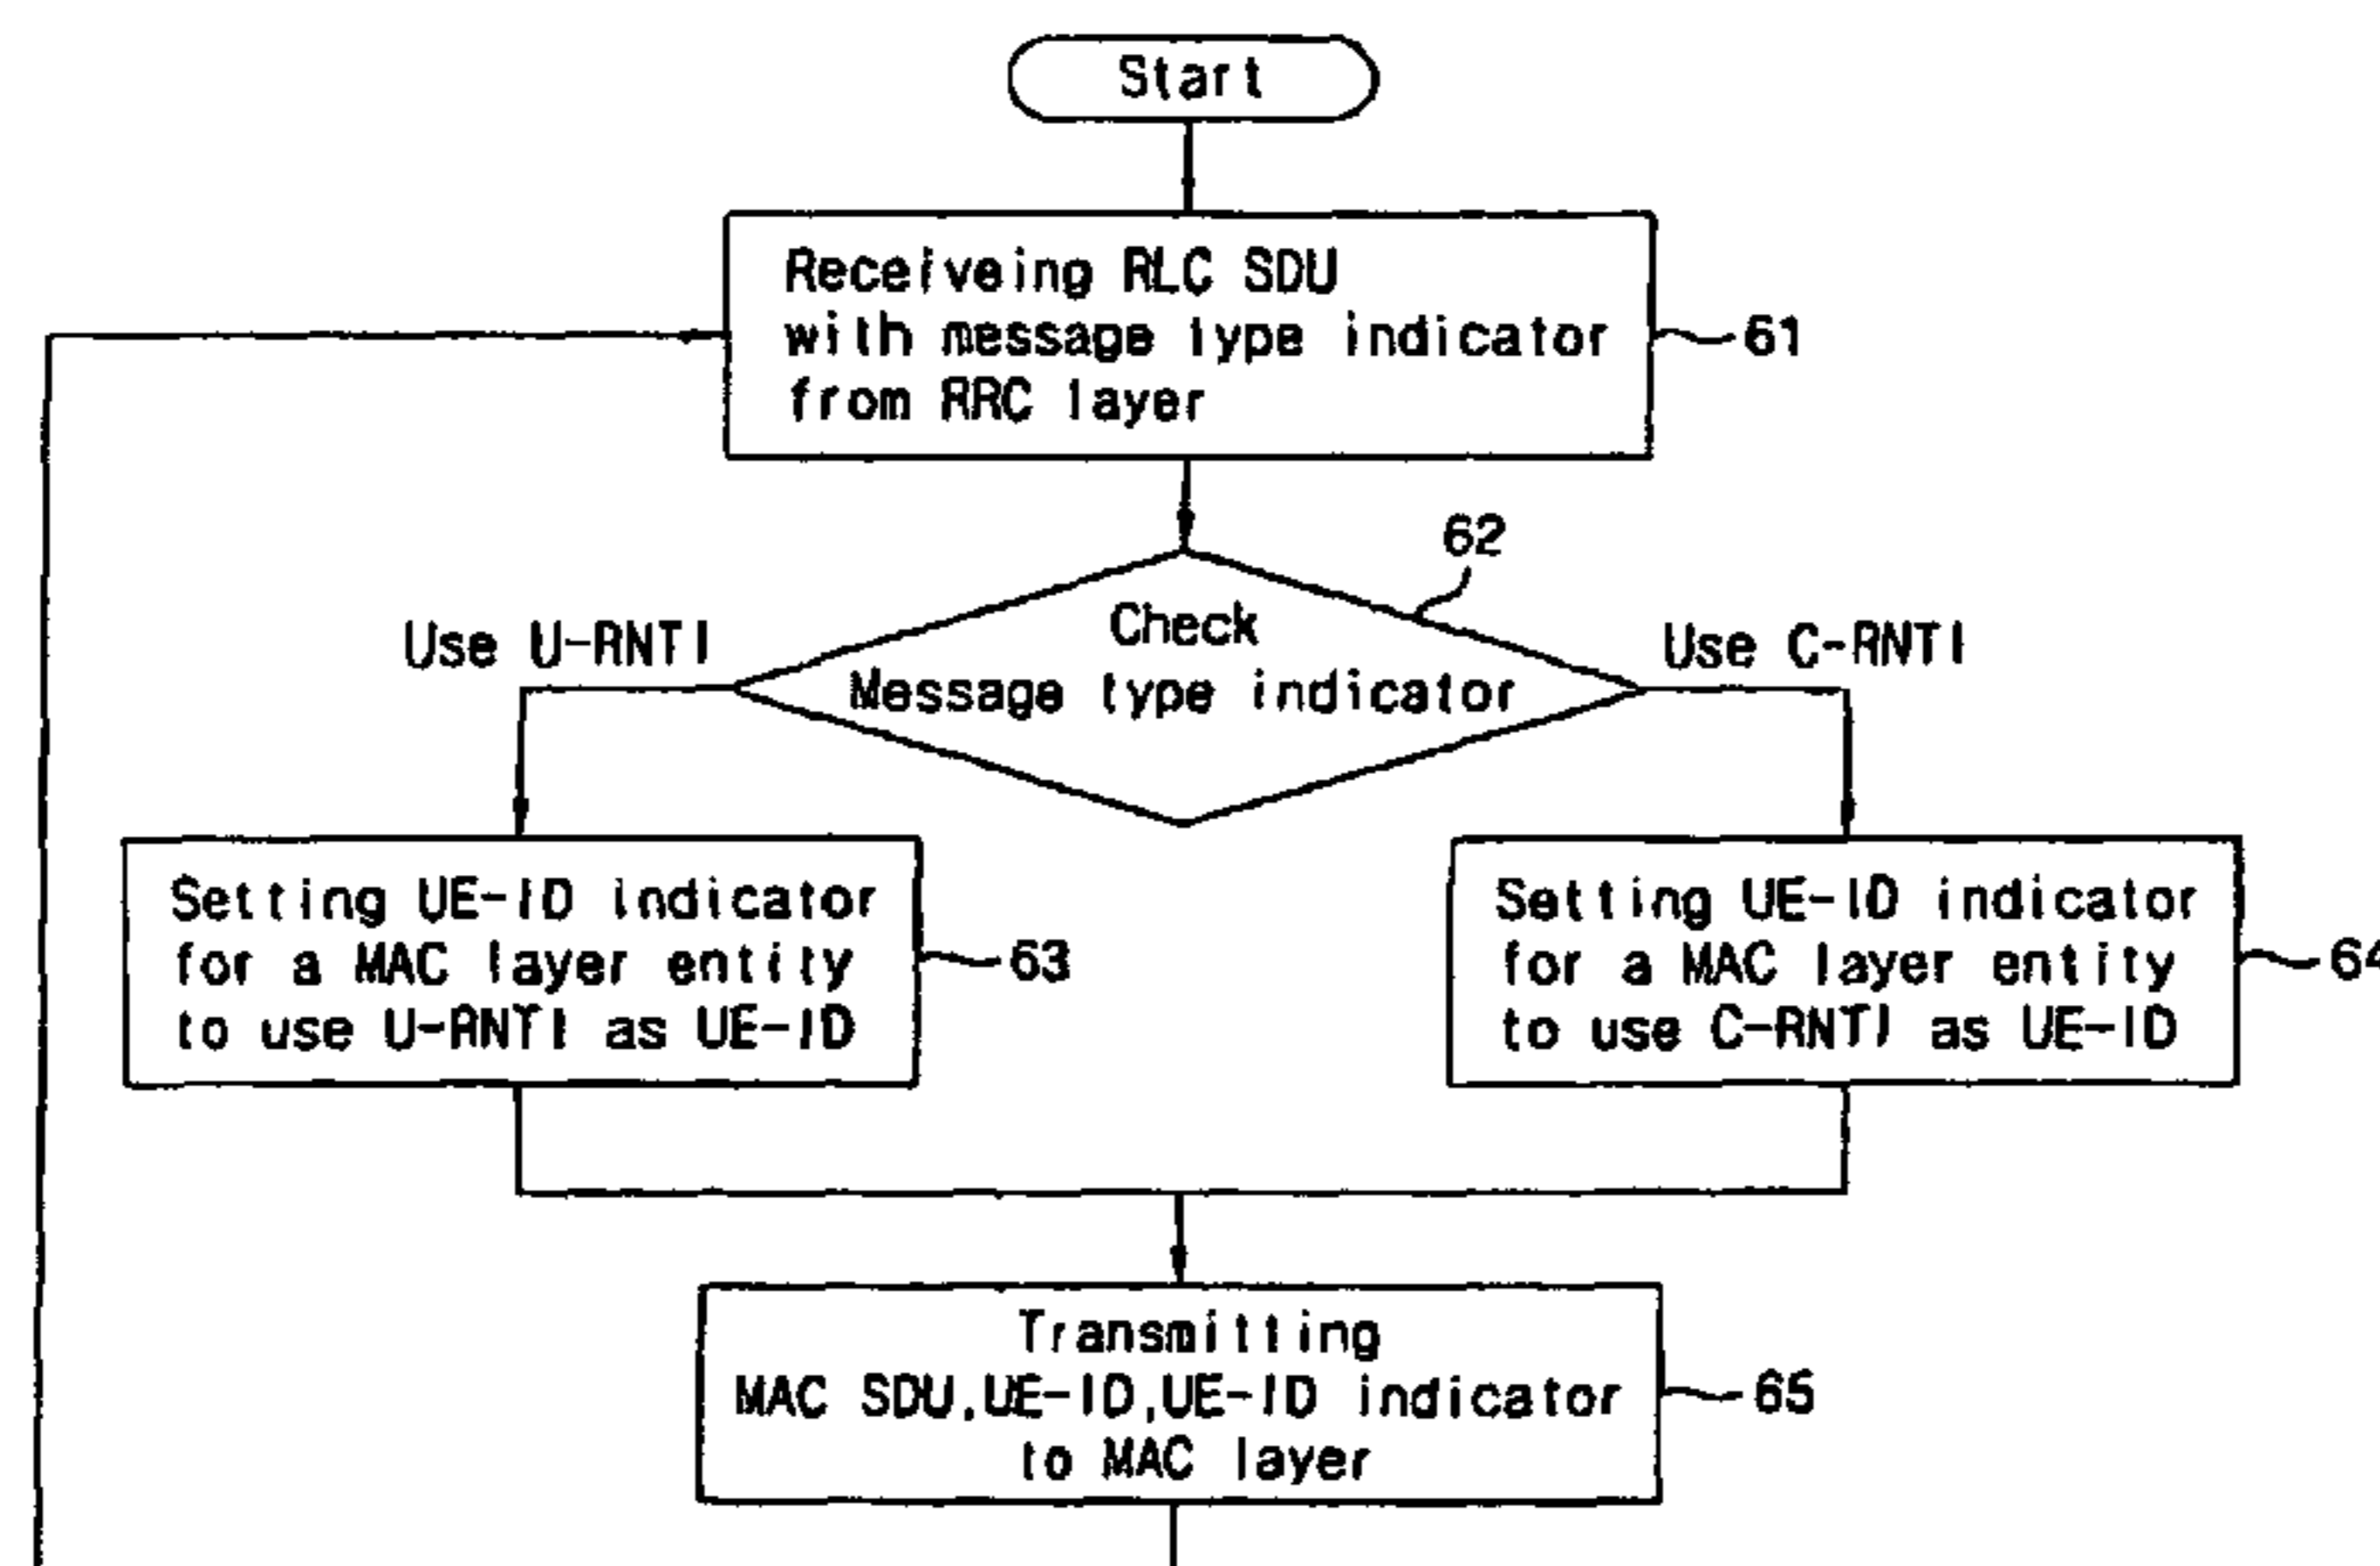 Start
Receiveing RLC SDU
with message type indicator
from RRC layer
61
62
Check
Message type indicator
Use U-RNTI
Use C-RNTI
Setting UE-ID indicator
for a MAC layer entity
to use U-RNTI as UE-ID
63
Setting UE-ID indicator
for a MAC layer entity
to use C-RNTI as UE-ID
64
Transmitting
MAC SDU,UE-ID,UE-ID indicator
to MAC layer
65